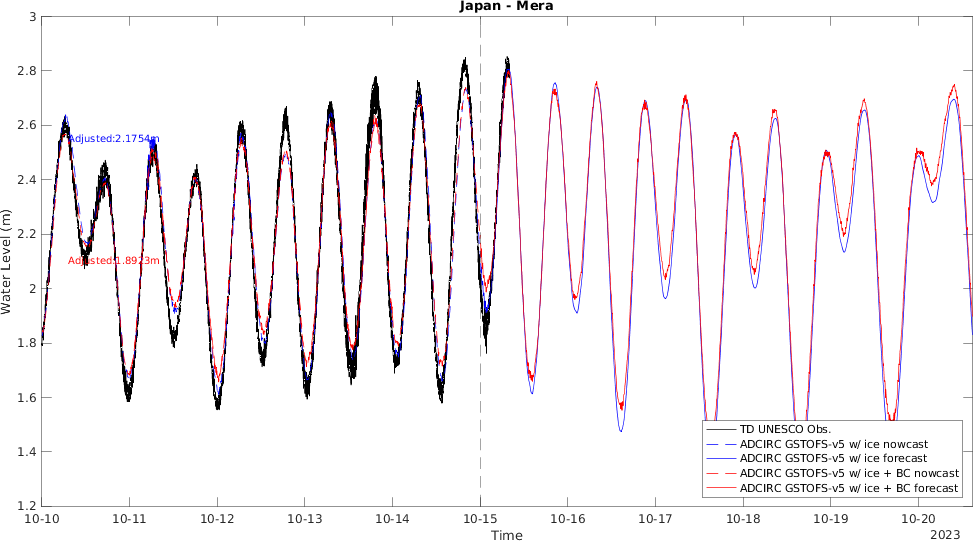 Japan - Mera
3
2.8
2.6
2.4
2.2
2
1.8
1.6
1.4
1.2
Water Level (m)
Adjusted:2.1754m
Adjusted:1.8923m
TD UNESCO Obs.
ADCIRC GSTOFS-v5 w/ ice nowcast
ADCIRC GSTOFS-v5 w/ ice forecast
ADCIRC GSTOFS-v5 w/ ice + BC nowcast
ADCIRC GSTOFS-v5 w/ ice + BC forecast
10-10 10-11 10-12 10-13 10-14 10-15 10-16 10-17 10-18 10-19 10-20
Time
2023